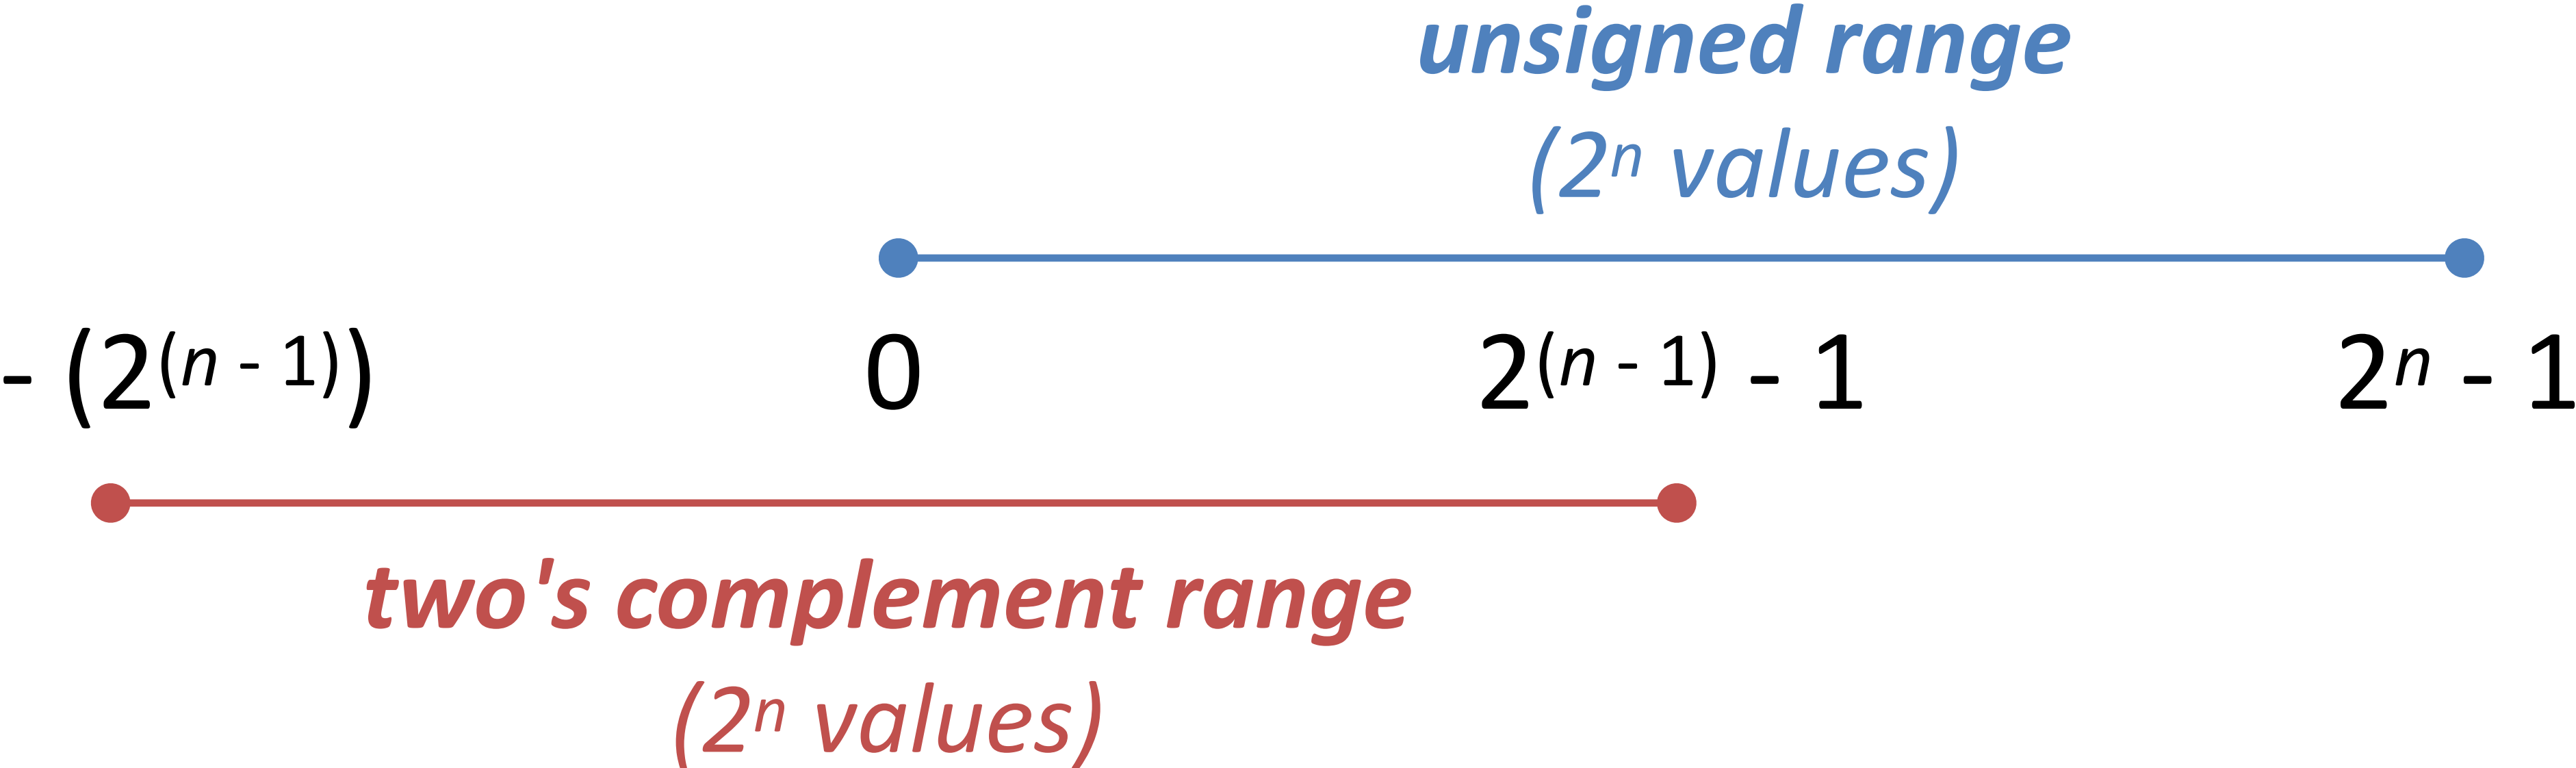 unsigned range
(2ⁿ values)
- (2⁽ⁿ ⁻ ¹⁾) 0 2⁽ⁿ ⁻ ¹⁾ - 1 2ⁿ - 1
two's complement range
(2ⁿ values)